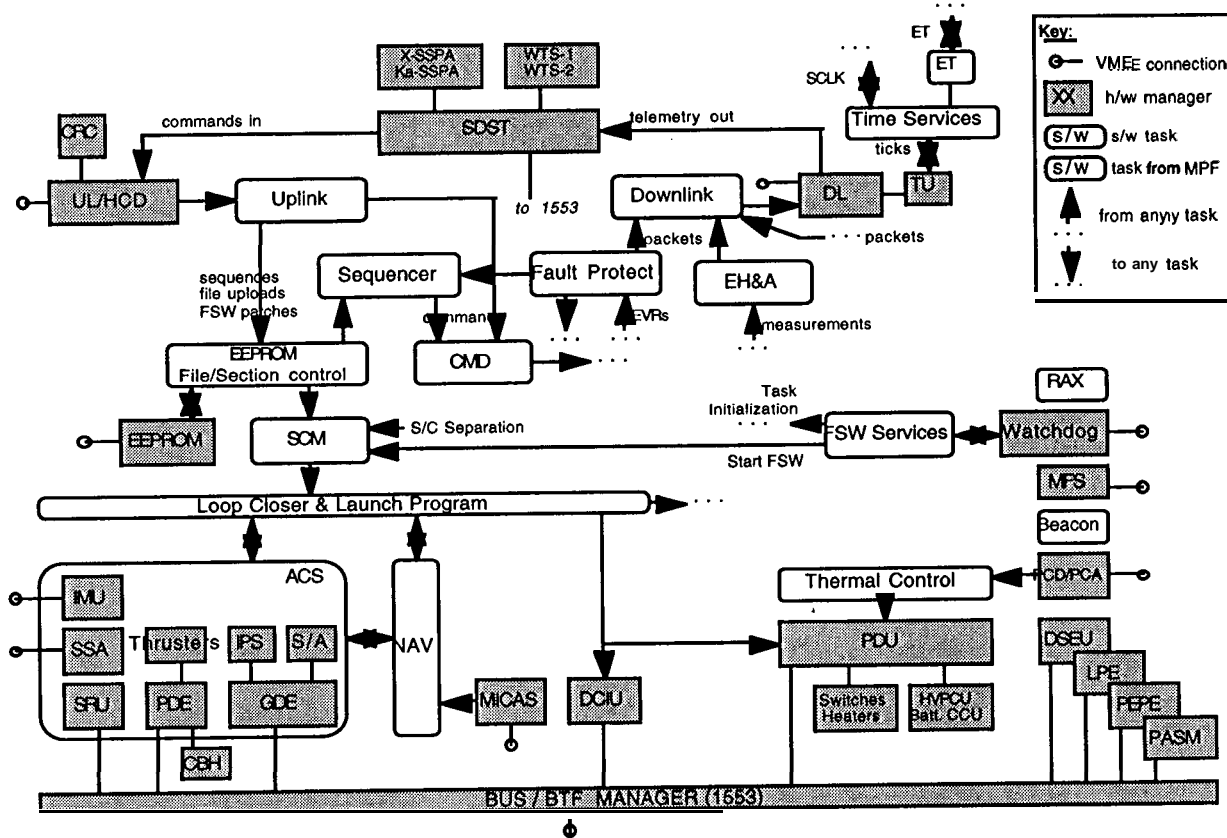 ET
ET
SCLK
Time Services
ticks
TU
Key:
VMEE connection
XX h/w manager
s/w s/w task
s/w task from MPF
from anyiy task
to any task
X-SSPA
Ka-SSPA
WTS-1
WTS-2
SDST
commands in
telemetry out
to 1553
CRC
UL/HCD
Uplink
Downlink
DL
packets
packets
sequences
file uploads
FSW patches
Sequencer
Fault Protect
EH&A
EVRs
measurements
CMD
EEPROM
File/Section control
EEPROM
SCM
S/C Separation
Task
Initialization
FSW Services
Start FSW
RAX
Watchdog
MPS
Beacon
PCD/PCA
Loop Closer & Launch Program
ACS
IMU
SSA
SRU
Thrusters
IPS
S/A
PDE
GDE
CBH
NAV
MICAS
DCIU
Thermal Control
PDU
Switches
Heaters
HVPCU
Batt. CCU
DSEU
LPE
PEPE
PASM
BUS / BTF MANAGER (1553)